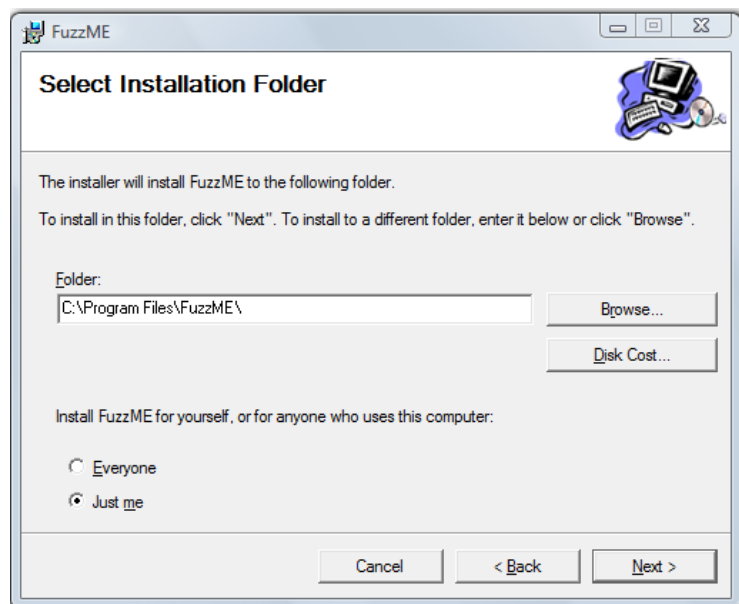 FuzzME
Select Installation Folder
The installer will install FuzzME to the following folder.
To install in this folder, click "Next". To install to a different folder, enter it below or click "Browse".
Folder:
C:\Program Files\FuzzME\
Browse...
Disk Cost...
Install FuzzME for yourself, or for anyone who uses this computer:
Everyone
Just me
Cancel
< Back
Next >